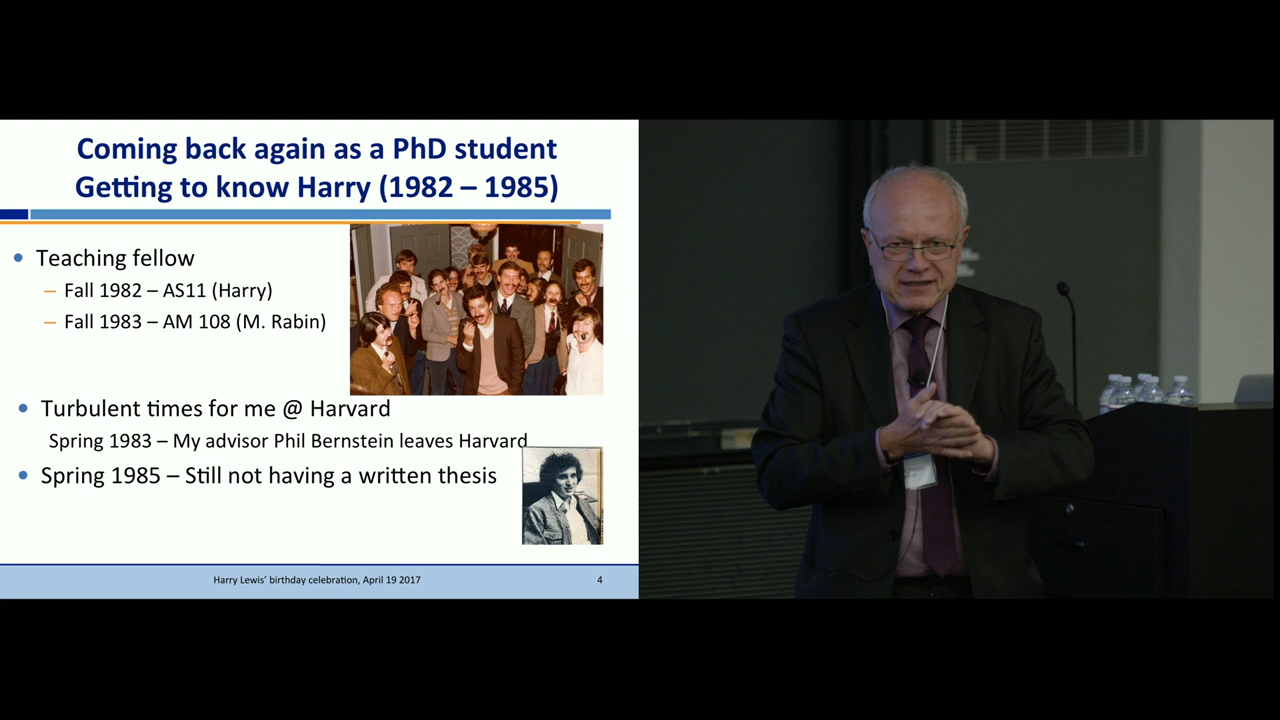 Coming back again as a PhD student
Getting to know Harry (1982 – 1985)
• Teaching fellow
– Fall 1982 – AS11 (Harry)
– Fall 1983 – AM 108 (M. Rabin)
• Turbulent times for me @ Harvard
Spring 1983 – My advisor Phil Bernstein leaves Harvard
• Spring 1985 – Still not having a written thesis
Harry Lewis' birthday celebration, April 19 2017
4